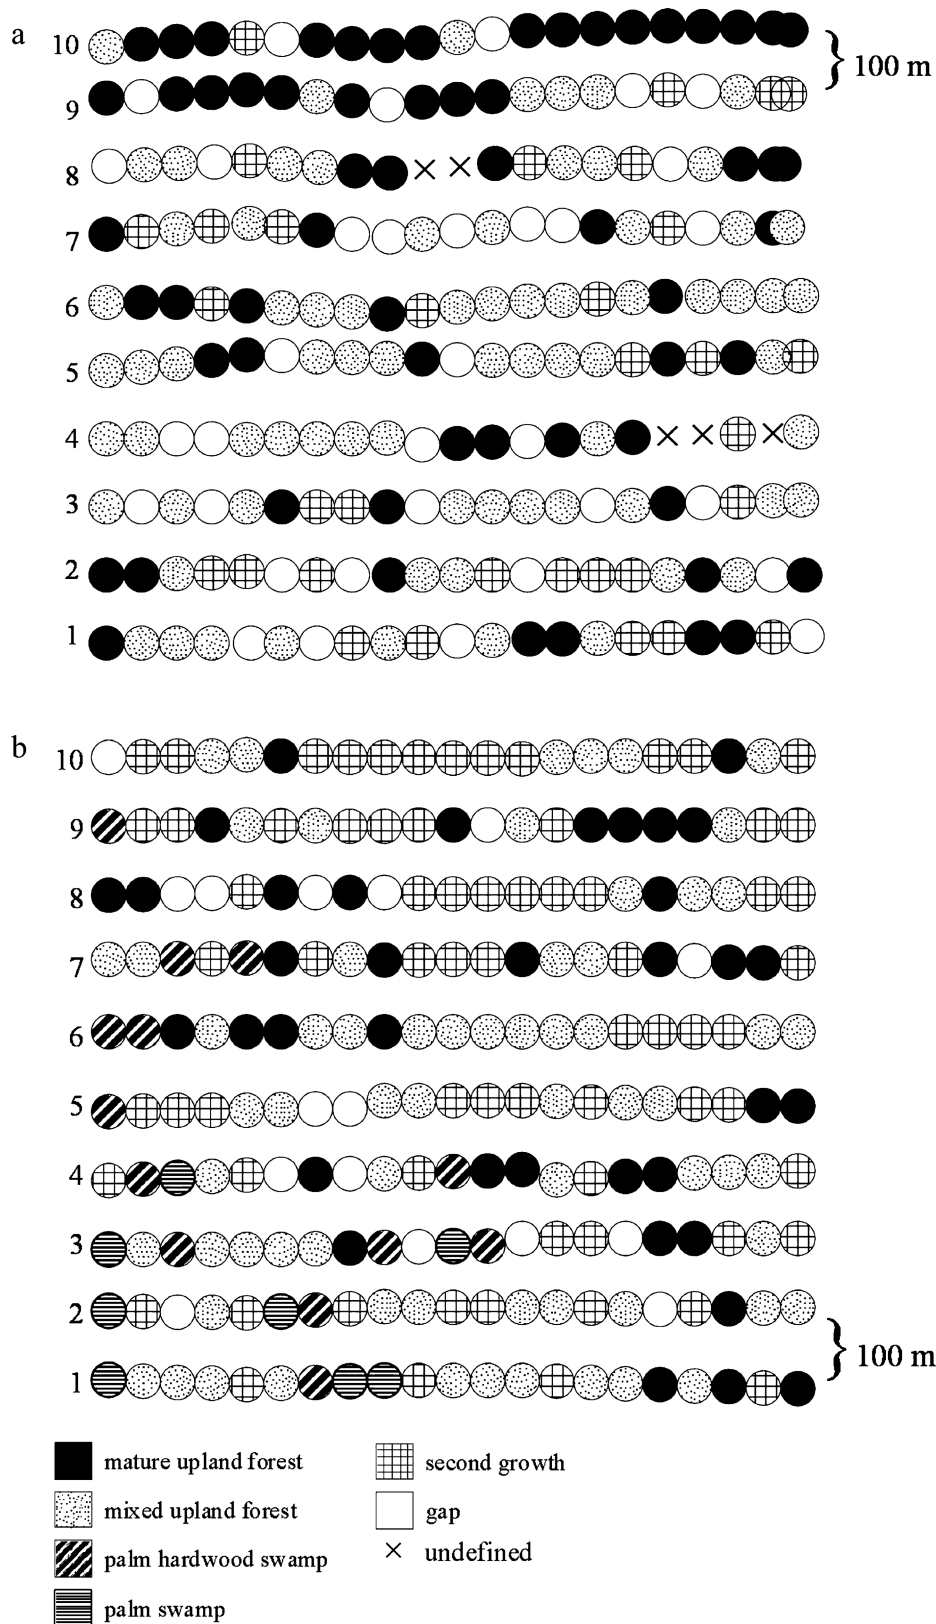 a
10
100 m
9
8
7
6
5
4
3
2
1
b
10
9
8
7
6
5
4
3
2
100 m
1
mature upland forest
second growth
mixed upland forest
gap
palm hardwood swamp
undefined
palm swamp